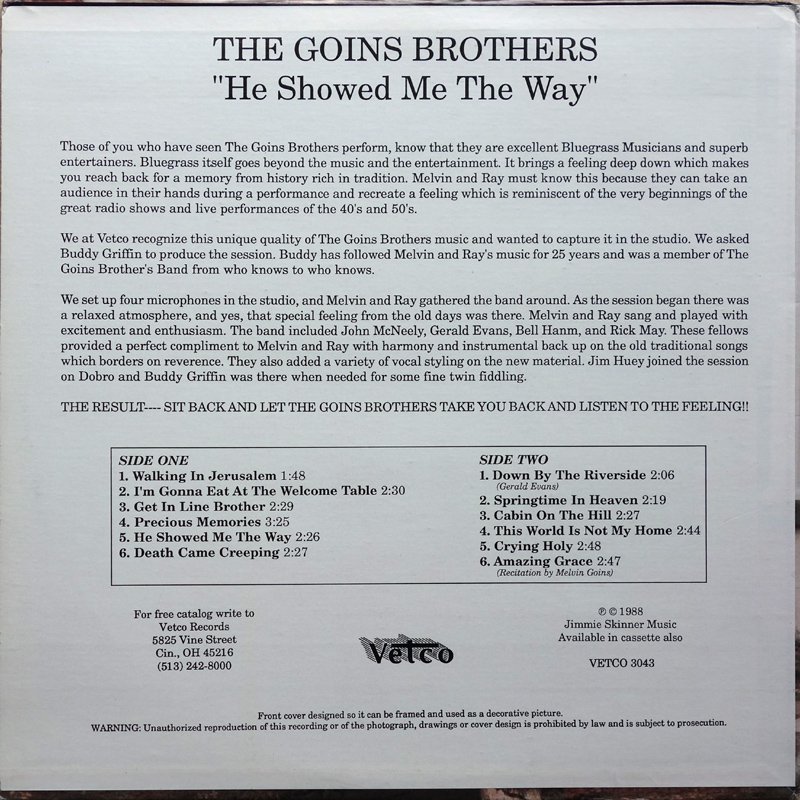 THE GOINS BROTHERS
"He Showed Me The Way"
Those of you who have seen The Goins Brothers perform, know that they are excellent Bluegrass Musicians and superb
entertainers. Bluegrass itself goes beyond the music and the entertainment. It brings a feeling deep down which makes
you reach back for a memory from history rich in tradition. Melvin and Ray must know this because they can take an
audience in their hands during a performance and recreate a feeling which is reminiscent of the very beginnings of the
great radio shows and live performances of the 40's and 50's.
We at Vetco recognize this unique quality of The Goins Brothers music and wanted to capture it in the studio. We asked
Buddy Griffin to produce the session. Buddy has followed Melvin and Ray's music for 25 years and was a member of The
Goins Brother's Band from who knows to who knows.
We set up four microphones in the studio, and Melvin and Ray gathered the band around. As the session began there was
a relaxed atmosphere, and yes, that special feeling from the old days was there. Melvin and Ray sang and played with
excitement and enthusiasm. The band included John McNeely, Gerald Evans, Bell Hanm, and Rick May. These fellows
provided a perfect compliment to Melvin and Ray with harmony and instrumental back up on the old traditional songs
which borders on reverence. They also added a variety of vocal styling on the new material. Jim Huey joined the session
on Dobro and Buddy Griffin was there when needed for some fine twin fiddling.
THE RESULT---- SIT BACK AND LET THE GOINS BROTHERS TAKE YOU BACK AND LISTEN TO THE FEELING!!
SIDE ONE
1. Walking In Jerusalem 1:48
2. I'm Gonna Eat At The Welcome Table 2:30
3. Get In Line Brother 2:29
4. Precious Memories 3:25
5. He Showed Me The Way 2:26
6. Death Came Creeping 2:27
SIDE TWO
1. Down By The Riverside 2:06
(Gerald Evans)
2. Springtime In Heaven 2:19
3. Cabin On The Hill 2:27
4. This World Is Not My Home 2:44
5. Crying Holy 2:48
6. Amazing Grace 2:47
(Recitation by Melvin Goins)
For free catalog write to
Vetco Records
5825 Vine Street
Cin., OH 45216
(513) 242-8000
Vetco
℗ © 1988
Jimmie Skinner Music
Available in cassette also
VETCO 3043
Front cover designed so it can be framed and used as a decorative picture.
WARNING: Unauthorized reproduction of this recording or of the photograph, drawings or cover design is prohibited by law and is subject to prosecution.